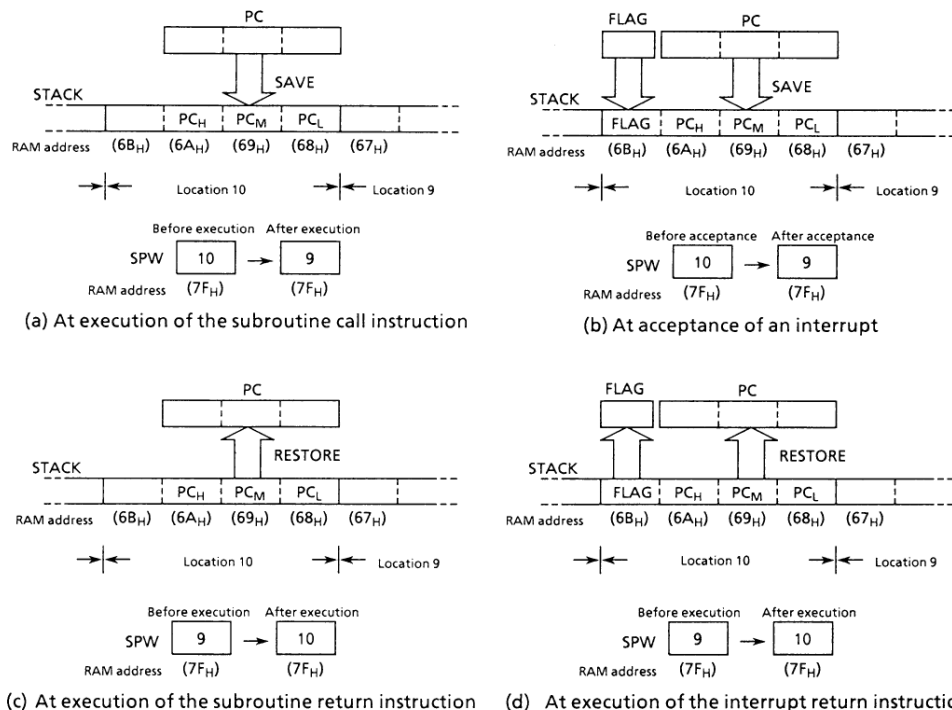 PC
SAVE
STACK
PCH PCM PCL
RAM address (6BH) (6AH) (69H) (68H) (67H)
Location 10 Location 9
Before execution After execution
SPW 10 9
RAM address (7FH) (7FH)
(a) At execution of the subroutine call instruction
FLAG PC
SAVE
STACK
FLAG PCH PCM PCL
RAM address (6BH) (6AH) (69H) (68H) (67H)
Location 10 Location 9
Before acceptance After acceptance
SPW 10 9
RAM address (7FH) (7FH)
(b) At acceptance of an interrupt
PC
RESTORE
STACK
PCH PCM PCL
RAM address (6BH) (6AH) (69H) (68H) (67H)
Location 10 Location 9
Before execution After execution
SPW 9 10
RAM address (7FH) (7FH)
(c) At execution of the subroutine return instruction
FLAG PC
RESTORE
STACK
FLAG PCH PCM PCL
RAM address (6BH) (6AH) (69H) (68H) (67H)
Location 10 Location 9
Before execution After execution
SPW 9 10
RAM address (7FH) (7FH)
(d) At execution of the interrupt return instructio